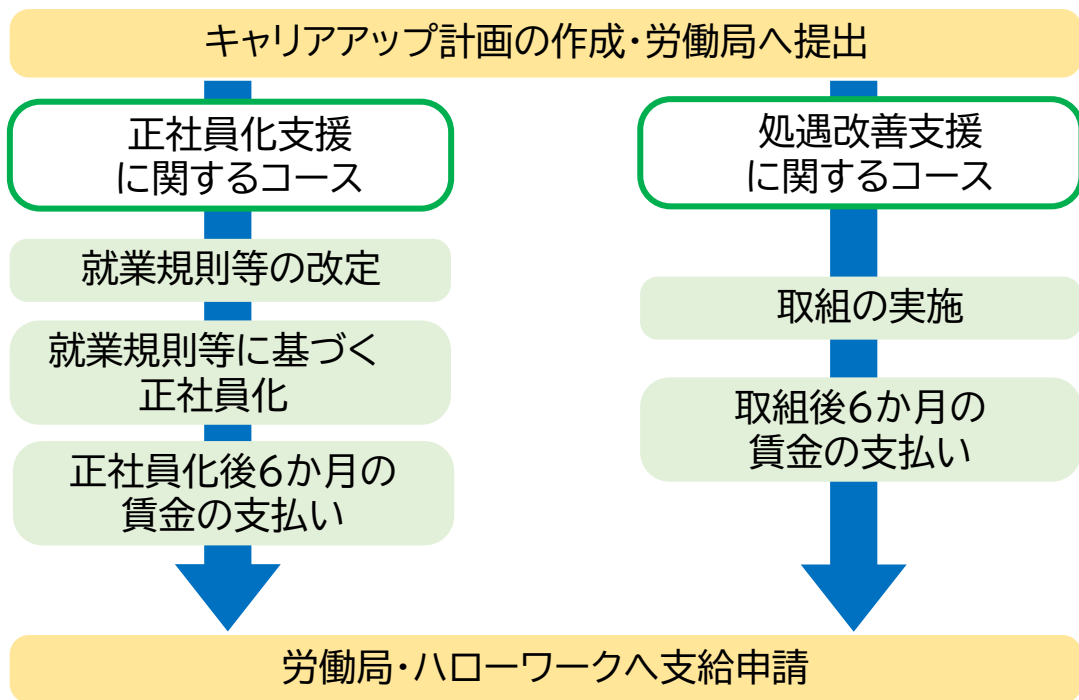 キャリアアップ計画の作成・労働局へ提出
正社員化支援
に関するコース
就業規則等の改定
就業規則等に基づく
正社員化
正社員化後6か月の
賃金の支払い
処遇改善支援
に関するコース
取組の実施
取組後6か月の
賃金の支払い
労働局・ハローワークへ支給申請